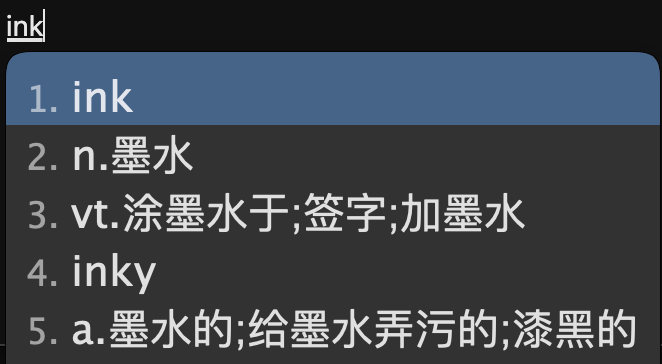 ink
1. ink
2. n.墨水
3. vt.涂墨水于;签字;加墨水
4. inky
5. a.墨水的;给墨水弄污的;漆黑的